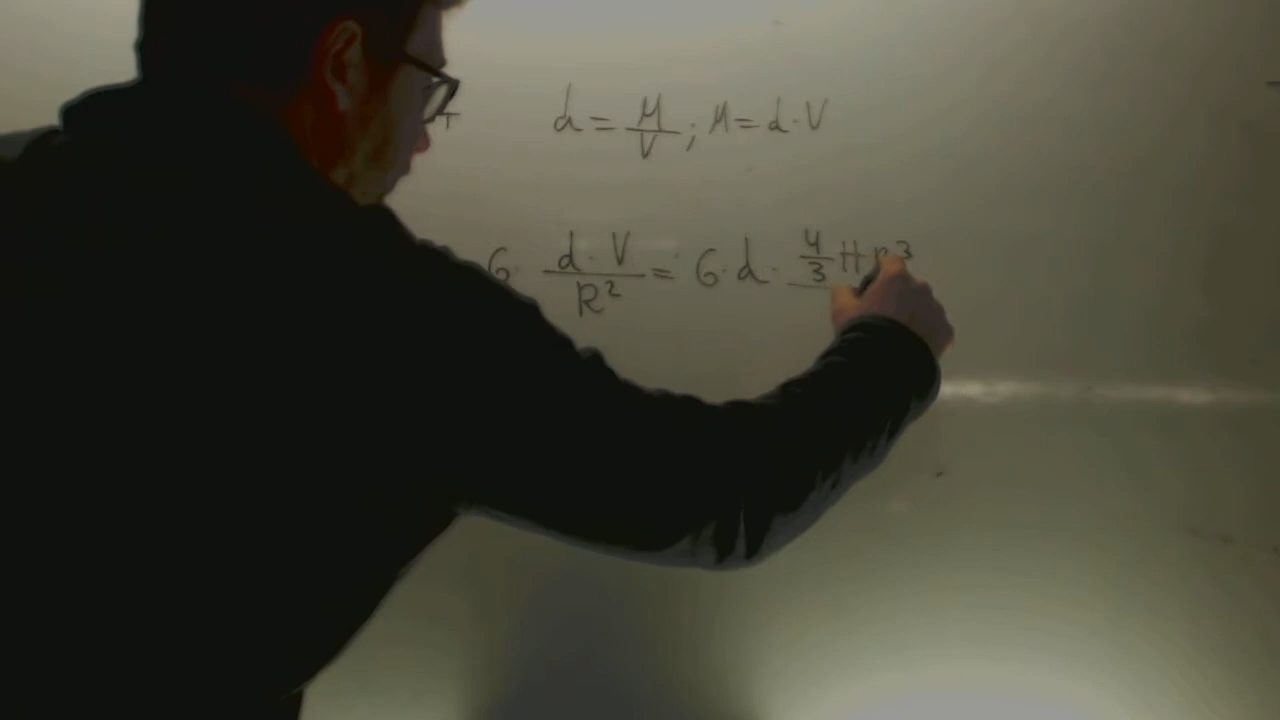 d = M/V ; M = d · V
G · d · V / R² = G · d · 4/3 π R³